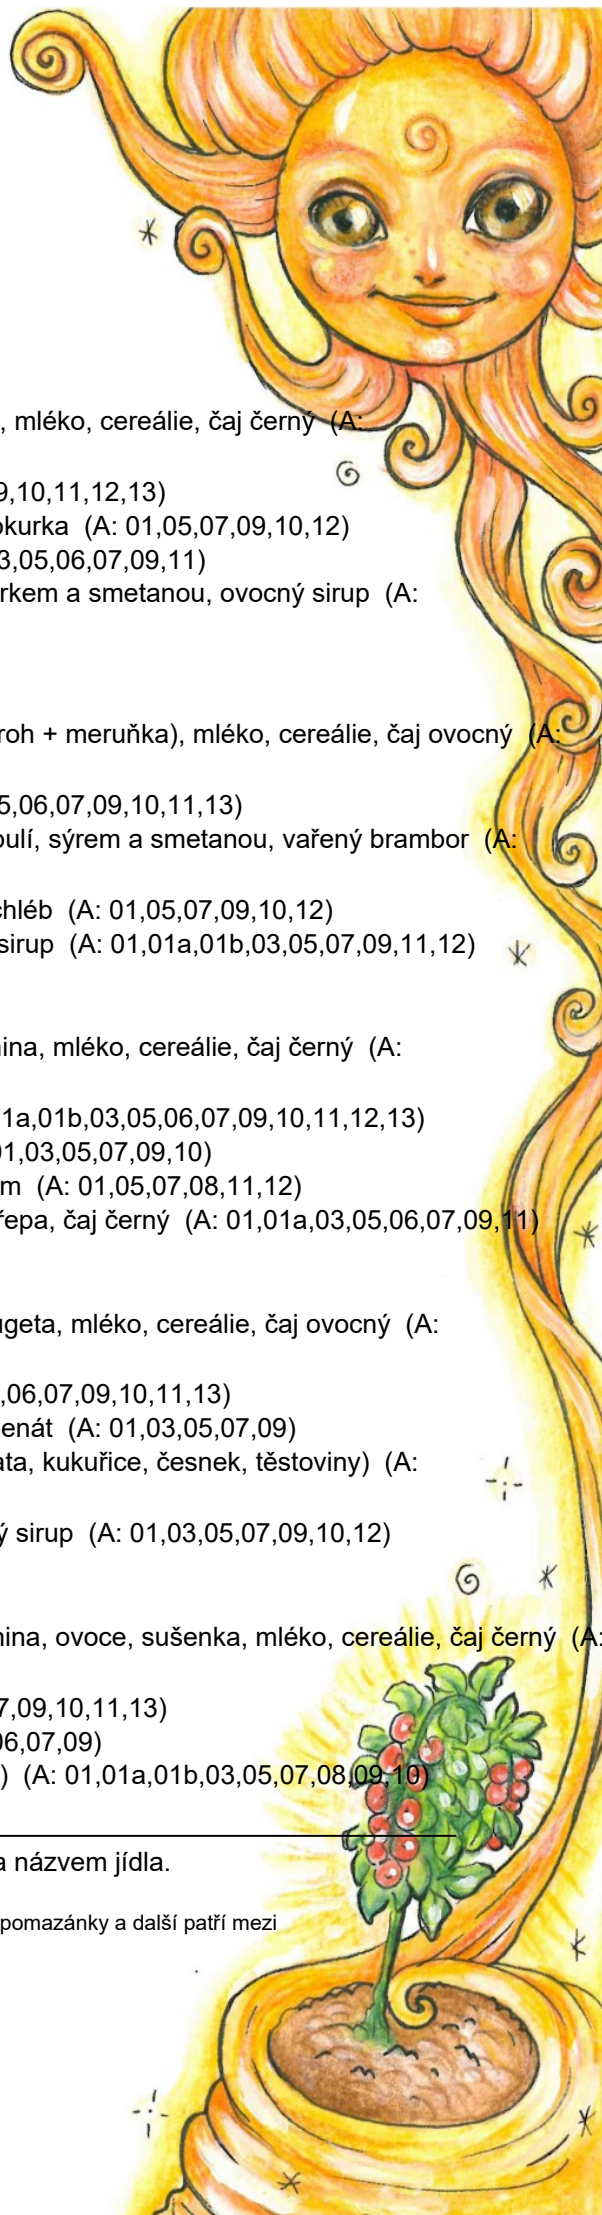 , mléko, cereálie, čaj černý (A:
9,10,11,12,13)
okurka (A: 01,05,07,09,10,12)
3,05,06,07,09,11)
rkem a smetanou, ovocný sirup (A:
roh + meruňka), mléko, cereálie, čaj ovocný (A:
5,06,07,09,10,11,13)
oulí, sýrem a smetanou, vařený brambor (A:
chléb (A: 01,05,07,09,10,12)
sirup (A: 01,01a,01b,03,05,07,09,11,12)
nina, mléko, cereálie, čaj černý (A:
1a,01b,03,05,06,07,09,10,11,12,13)
01,03,05,07,09,10)
m (A: 01,05,07,08,11,12)
řepa, čaj černý (A: 01,01a,03,05,06,07,09,11)
ugeta, mléko, cereálie, čaj ovocný (A:
,06,07,09,10,11,13)
enát (A: 01,03,05,07,09)
ata, kukuřice, česnek, těstoviny) (A:
ý sirup (A: 01,03,05,07,09,10,12)
nina, ovoce, sušenka, mléko, cereálie, čaj černý (A:
7,09,10,11,13)
06,07,09)
) (A: 01,01a,01b,03,05,07,08,09,10)
a názvem jídla.
pomazánky a další patří mezi